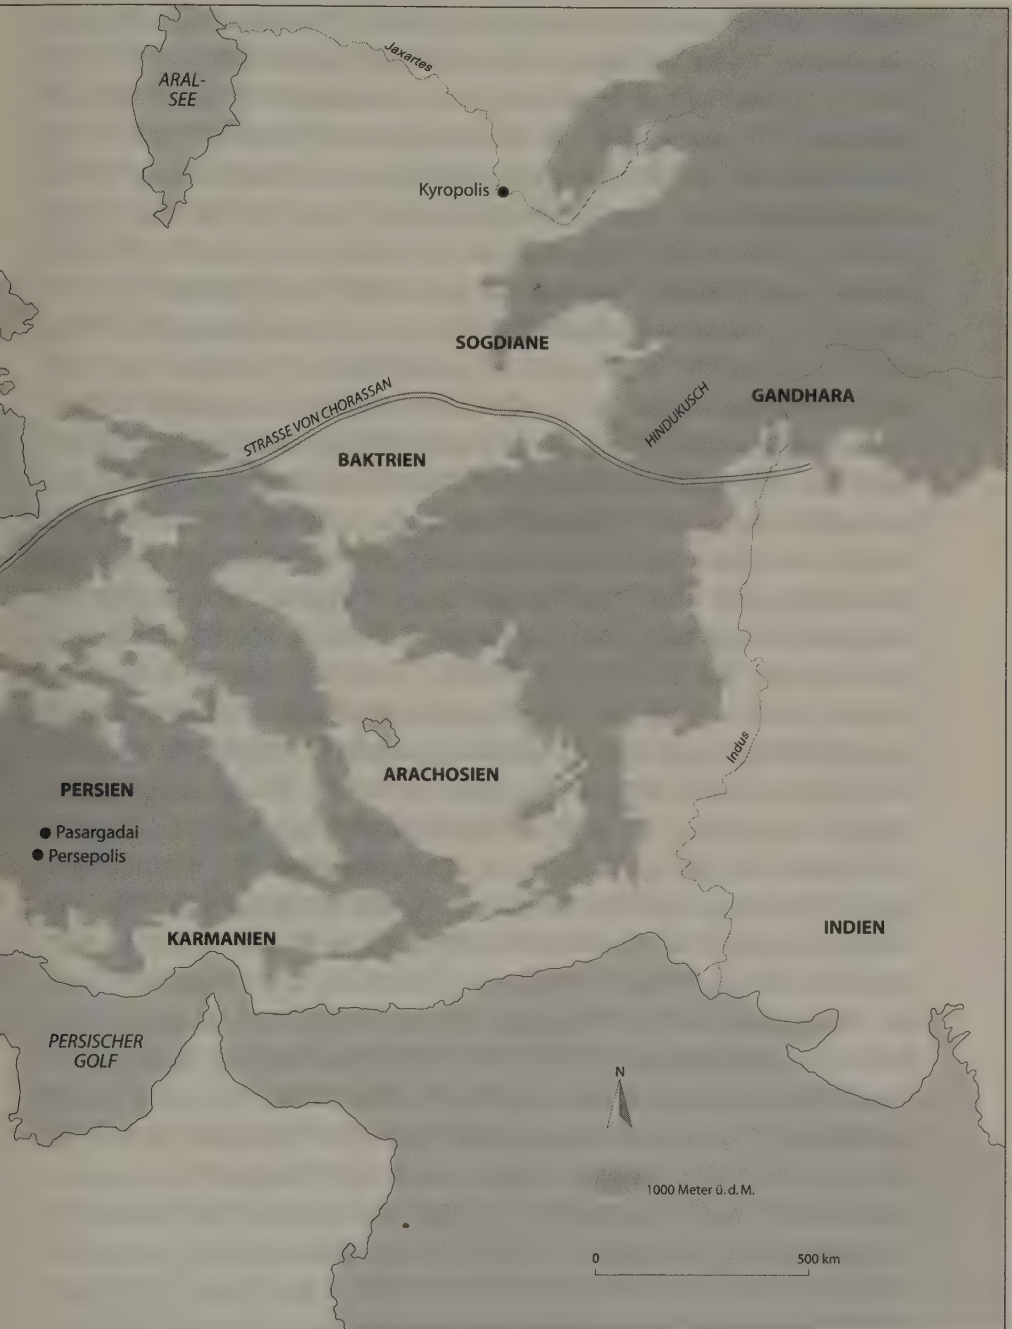 Jaxartes
ARAL-
SEE
Kyropolis
SOGDIANE
STRASSE VON CHORASSAN
HINDUKUSCH
GANDHARA
BAKTRIEN
Indus
ARACHOSIEN
PERSIEN
Pasargadai
Persepolis
INDIEN
KARMANIEN
PERSISCHER
GOLF
N
1000 Meter ü. d. M.
0 500 km